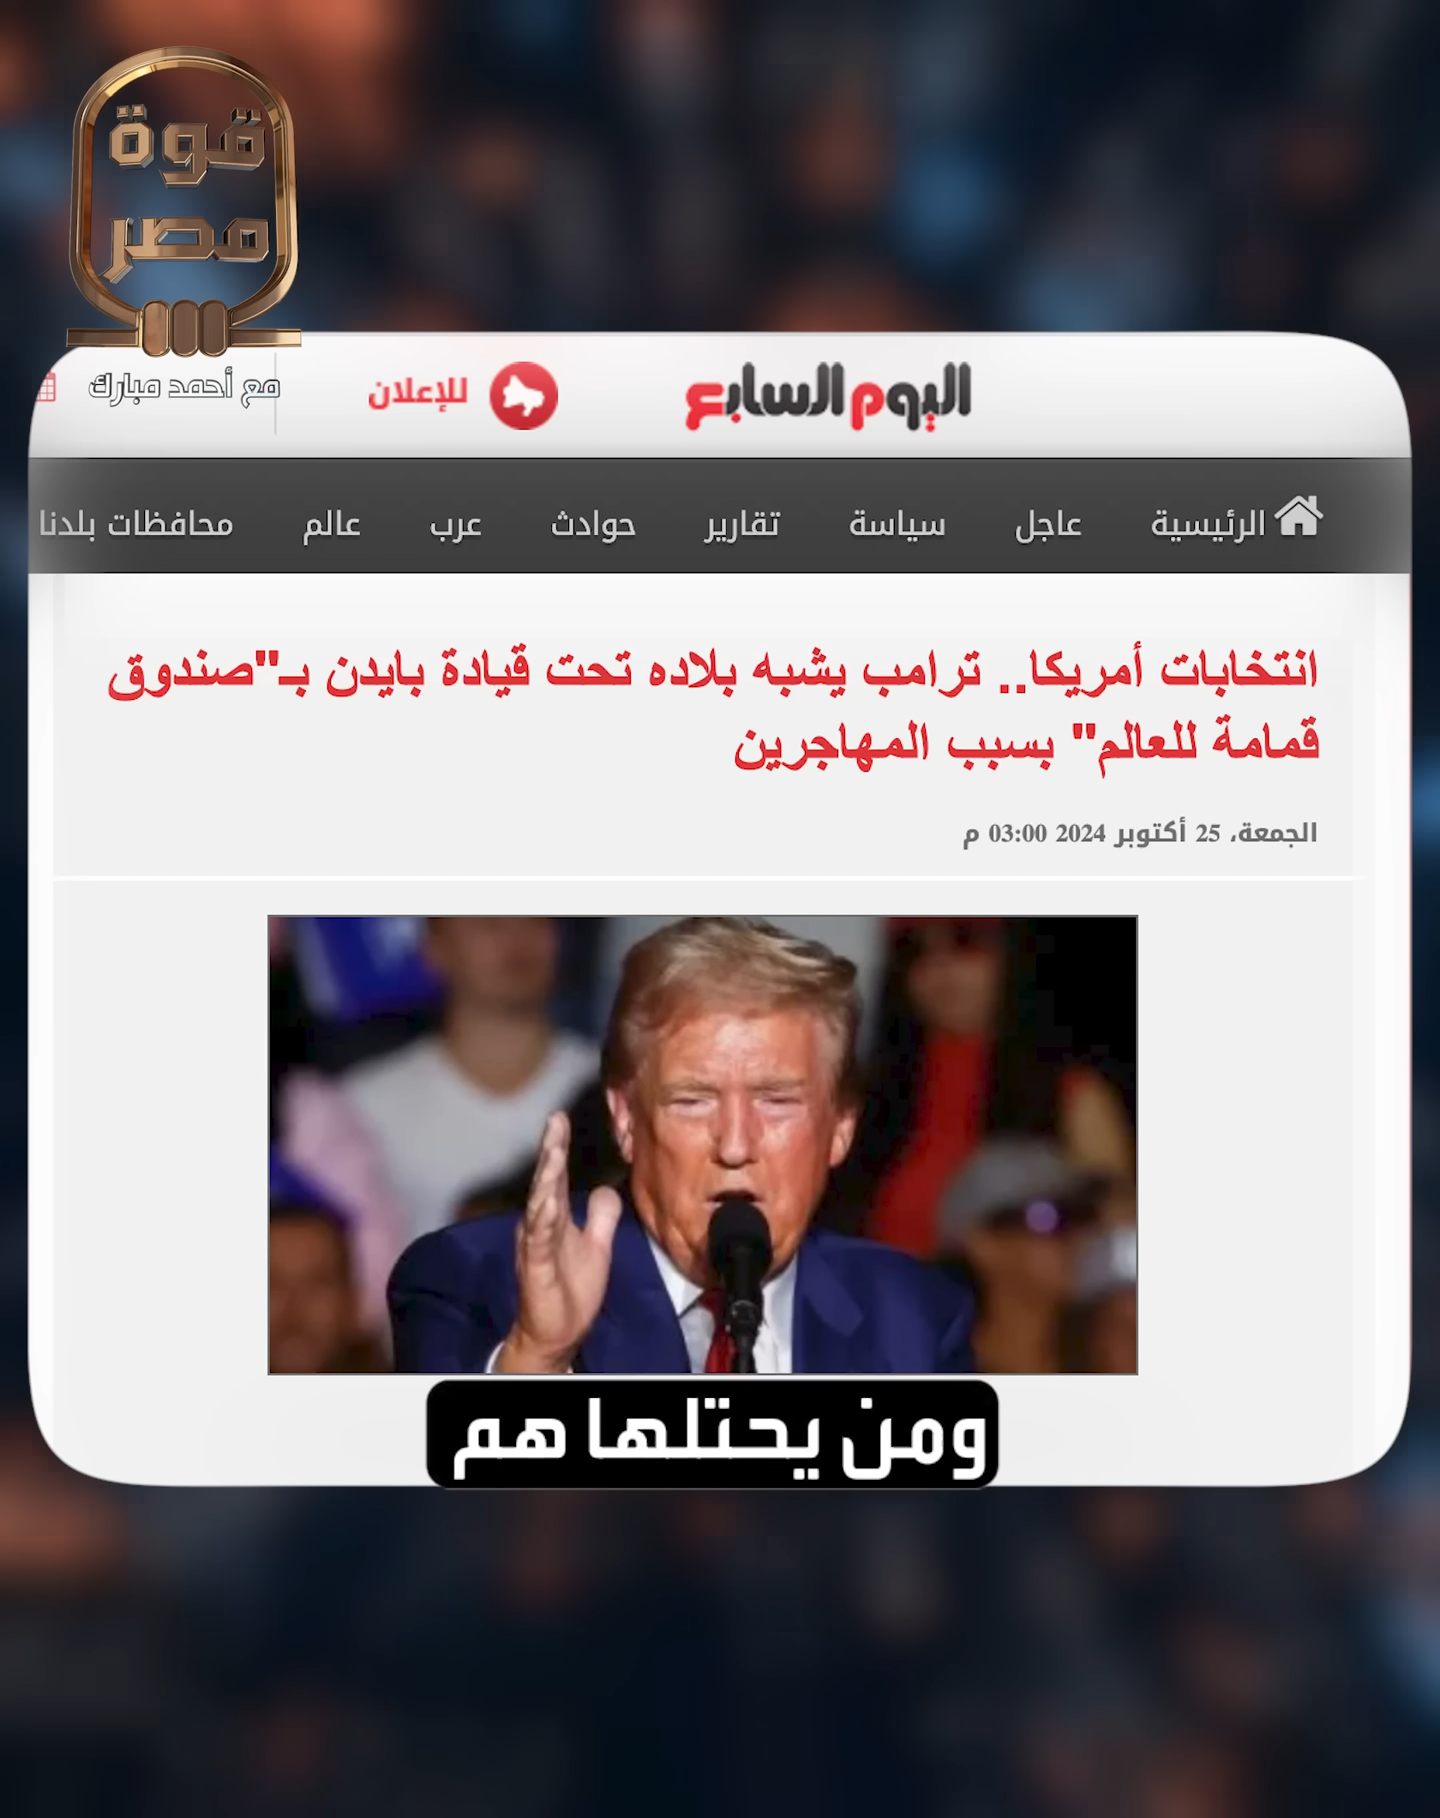 قوة
مصر
مع أحمد مبارك
اليوم السابع
للإعلان
الرئيسية عاجل سياسة تقارير حوادث عرب عالم محافظات بلدنا
انتخابات أمريكا.. ترامب يشبه بلاده تحت قيادة بايدن بـ"صندوق
قمامة للعالم" بسبب المهاجرين
الجمعة، 25 أكتوبر 2024 03:00 م
ومن يحتلها هم